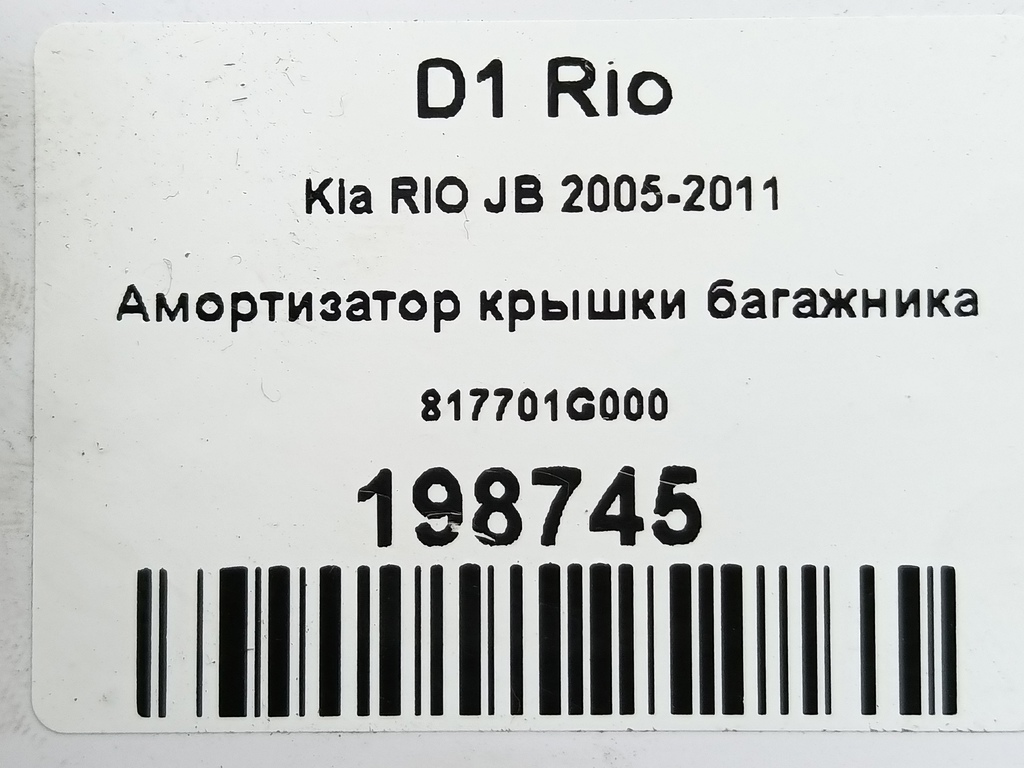 D1 Rio
Kia RIO JB 2005-2011
Амортизатор крышки багажника
817701G000
198745